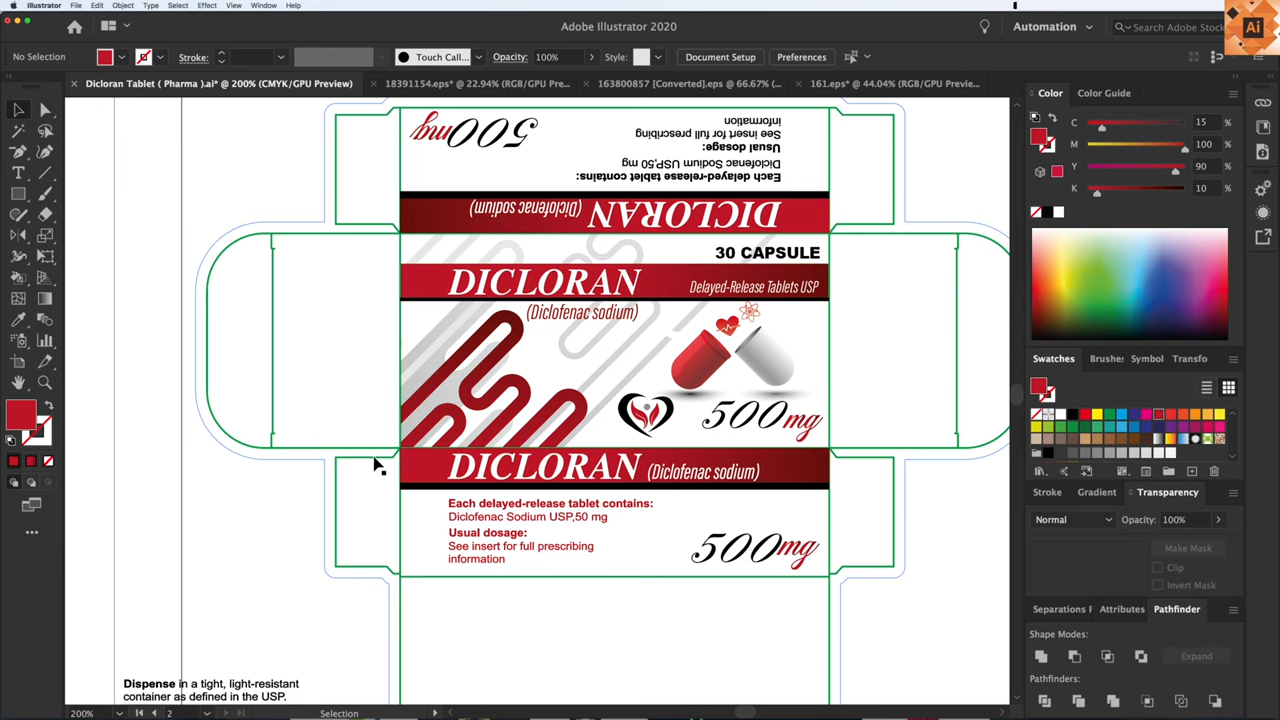 Illustrator File Edit Object Type Select Effect View Window Help
Adobe Illustrator 2020
Automation
Search Adobe Stock
Ai
No Selection
Stroke:
Touch Call...
Opacity: 100%
Style:
Document Setup
Preferences
Dicloran Tablet ( Pharma ).ai* @ 200% (CMYK/GPU Preview)
18391154.eps* @ 22.94% (RGB/GPU Pre...
163800857 [Converted].eps @ 66.67% (...
161.eps* @ 44.04% (RGB/GPU Previe...
500mg
information
See insert for full prescribing
Usual dosage:
Diclofenac Sodium USP,50 mg
Each delayed-release tablet contains:
DICLORAN (Diclofenac sodium)
30 CAPSULE
DICLORAN
Delayed-Release Tablets USP
(Diclofenac sodium)
500mg
DICLORAN (Diclofenac sodium)
Each delayed-release tablet contains:
Diclofenac Sodium USP,50 mg
Usual dosage:
See insert for full prescribing
information
500mg
Dispense in a tight, light-resistant
container as defined in the USP.
Color
Color Guide
C 15 %
M 100 %
Y 90 %
K 10 %
Swatches
Brushes
Symbol
Transfo
Stroke
Gradient
Transparency
Normal
Opacity: 100%
Make Mask
Clip
Invert Mask
Separations F
Attributes
Pathfinder
Shape Modes:
Expand
Pathfinders:
200%
2
Selection